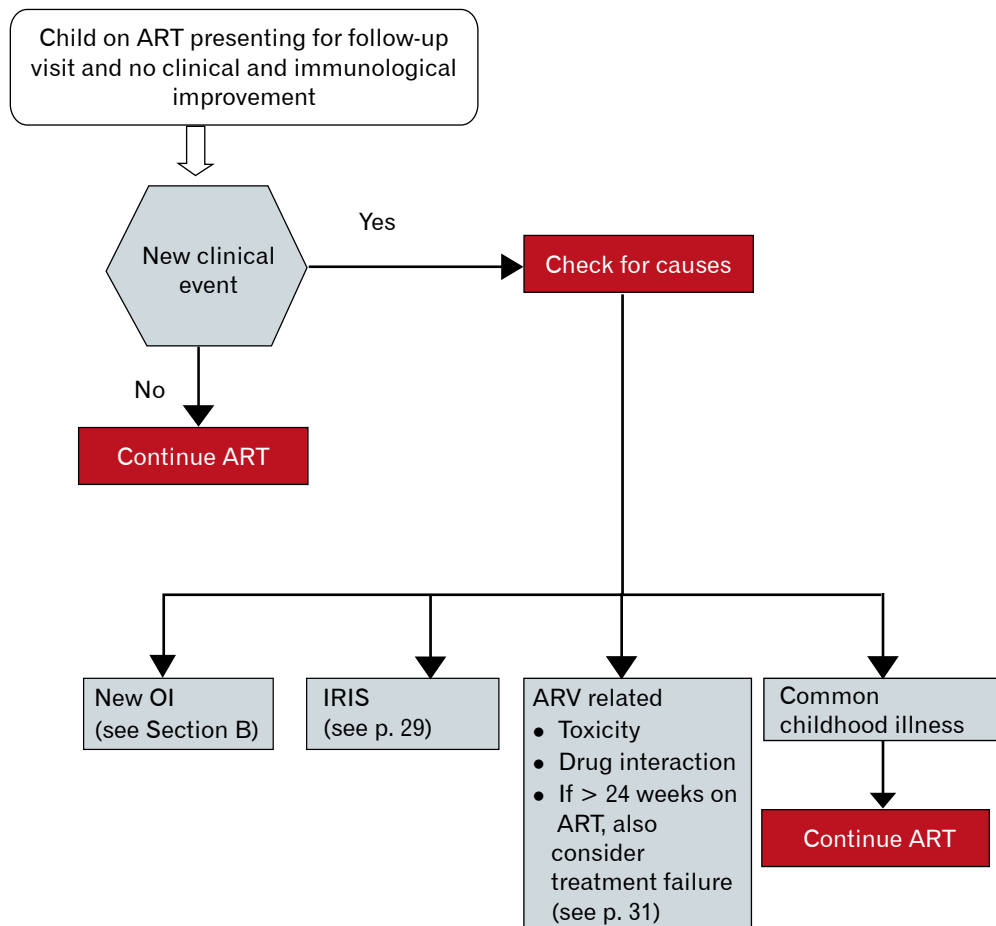 Child on ART presenting for follow-up
visit and no clinical and immunological
improvement
New clinical
event
Yes
Check for causes
No
Continue ART
New OI
(see Section B)
IRIS
(see p. 29)
ARV related
• Toxicity
• Drug interaction
• If > 24 weeks on
ART, also
consider
treatment failure
(see p. 31)
Common
childhood illness
Continue ART